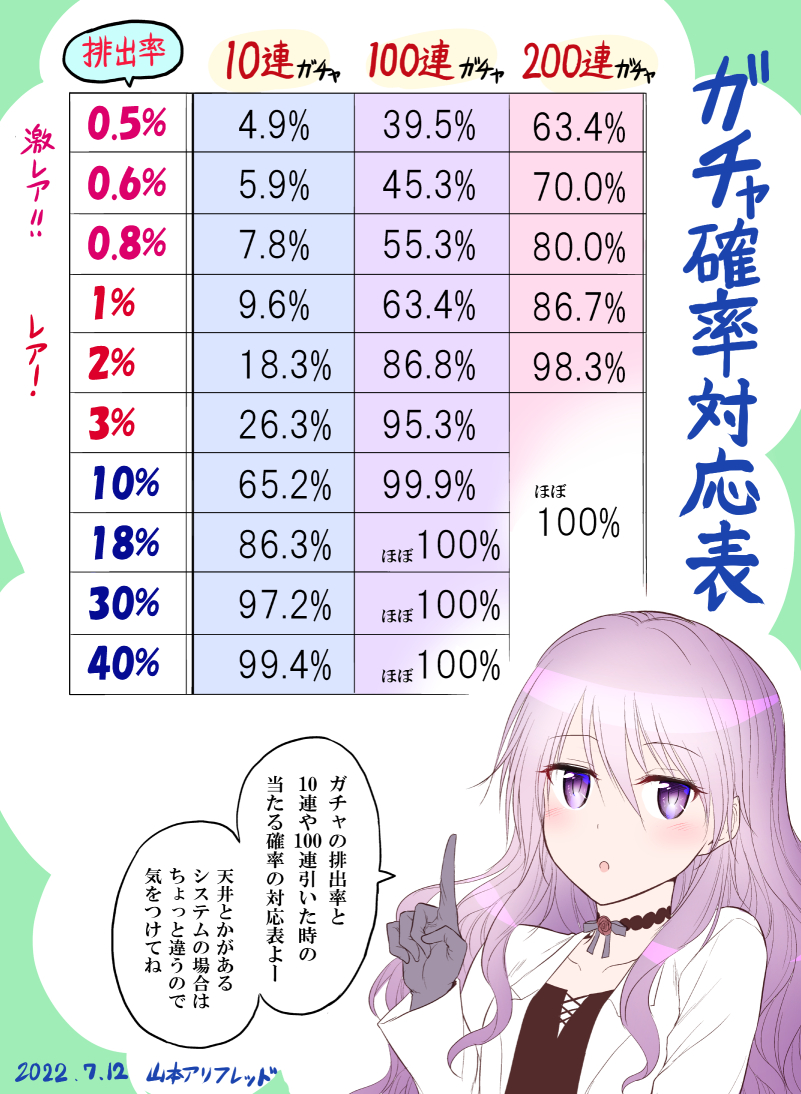 ガチャ確率対応表
排出率 10連ガチャ 100連ガチャ 200連ガチャ
激レア!!
0.5% 4.9% 39.5% 63.4%
0.6% 5.9% 45.3% 70.0%
0.8% 7.8% 55.3% 80.0%
レア!
1% 9.6% 63.4% 86.7%
2% 18.3% 86.8% 98.3%
3% 26.3% 95.3%
10% 65.2% 99.9%
ほぼ100%
18% 86.3% ほぼ100%
30% 97.2% ほぼ100%
40% 99.4% ほぼ100%
ガチャの排出率と
10連や100連引いた時の
当たる確率の対応表よー
天井とかがある
システムの場合は
ちょっと違うので
気をつけてね
2022.7.12 山本アリフレッド